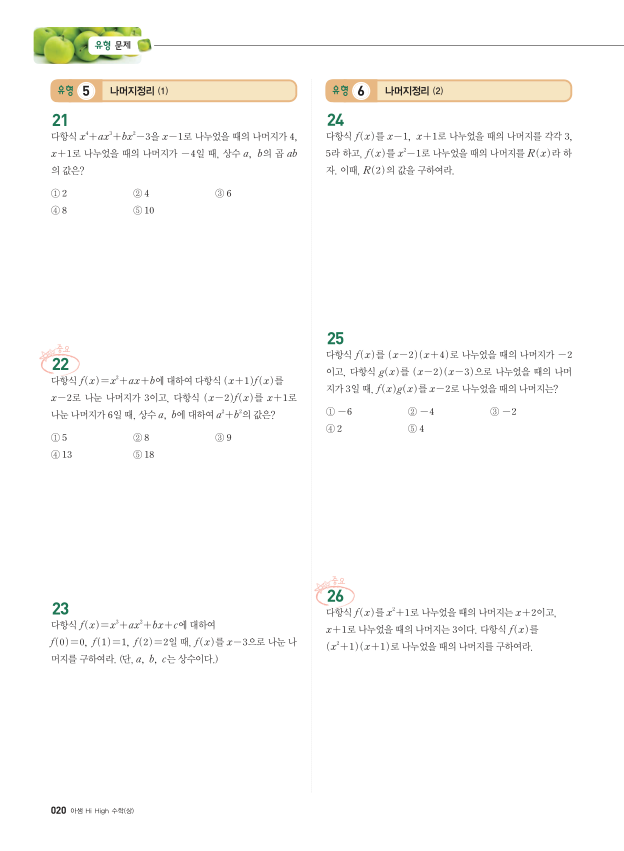 유형 문제
유형 5 나머지정리 (1)
21
다항식 x⁴+ax³+bx²-3을 x-1로 나누었을 때의 나머지가 4,
x+1로 나누었을 때의 나머지가 -4일 때, 상수 a, b의 곱 ab
의 값은?
① 2 ② 4 ③ 6
④ 8 ⑤ 10
중요
22
다항식 f(x)=x²+ax+b에 대하여 다항식 (x+1)f(x)를
x-2로 나눈 나머지가 3이고, 다항식 (x-2)f(x)를 x+1로
나눈 나머지가 6일 때, 상수 a, b에 대하여 a²+b²의 값은?
① 5 ② 8 ③ 9
④ 13 ⑤ 18
23
다항식 f(x)=x³+ax²+bx+c에 대하여
f(0)=0, f(1)=1, f(2)=2일 때, f(x)를 x-3으로 나눈 나
머지를 구하여라. (단, a, b, c는 상수이다.)
유형 6 나머지정리 (2)
24
다항식 f(x)를 x-1, x+1로 나누었을 때의 나머지를 각각 3,
5라 하고, f(x)를 x²-1로 나누었을 때의 나머지를 R(x)라 하
자. 이때, R(2)의 값을 구하여라.
25
다항식 f(x)를 (x-2)(x+4)로 나누었을 때의 나머지가 -2
이고, 다항식 g(x)를 (x-2)(x-3)으로 나누었을 때의 나머
지가 3일 때, f(x)g(x)를 x-2로 나누었을 때의 나머지는?
① -6 ② -4 ③ -2
④ 2 ⑤ 4
중요
26
다항식 f(x)를 x²+1로 나누었을 때의 나머지는 x+2이고,
x+1로 나누었을 때의 나머지는 3이다. 다항식 f(x)를
(x²+1)(x+1)로 나누었을 때의 나머지를 구하여라.
020 아샘 Hi High 수학(상)